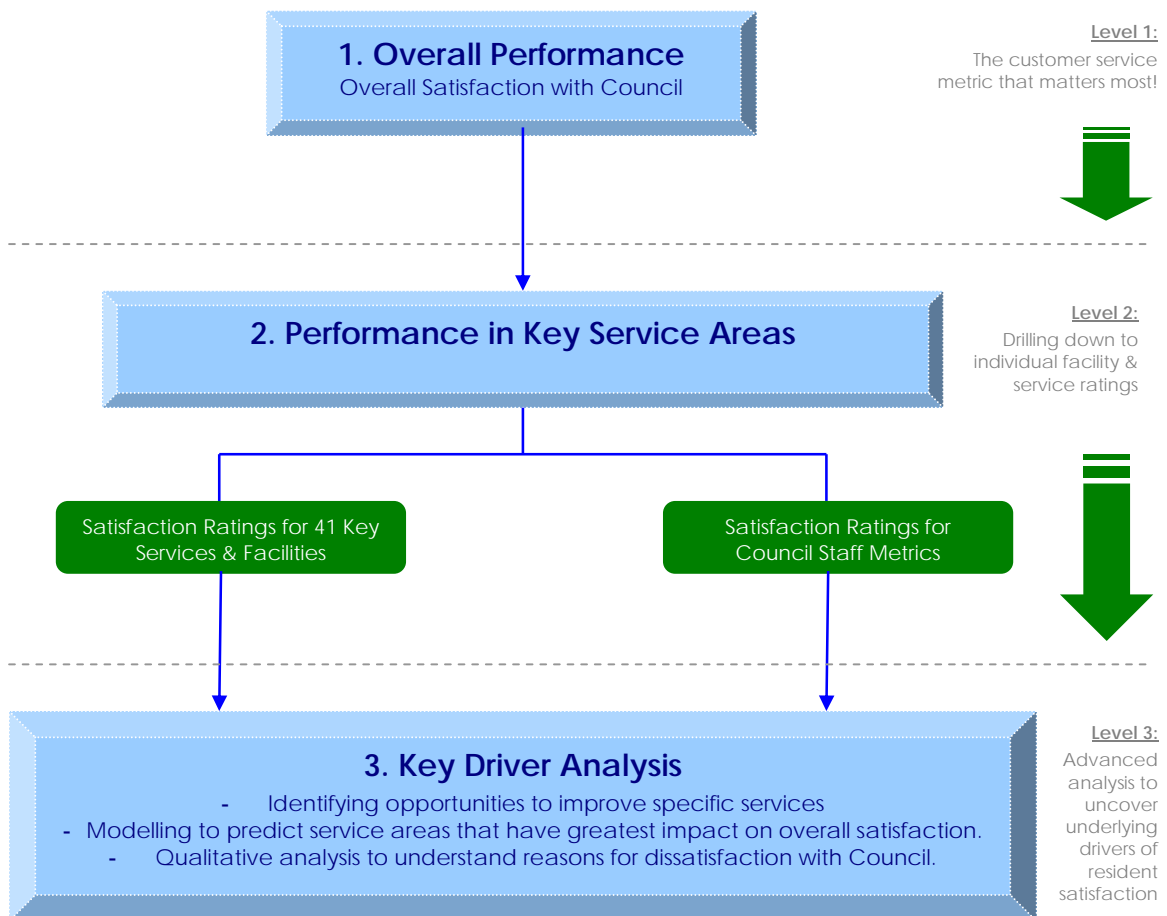 1. Overall Performance
Overall Satisfaction with Council
Level 1:
The customer service
metric that matters most!
2. Performance in Key Service Areas
Level 2:
Drilling down to
individual facility &
service ratings
Satisfaction Ratings for 41 Key
Services & Facilities
Satisfaction Ratings for
Council Staff Metrics
3. Key Driver Analysis
- Identifying opportunities to improve specific services
- Modelling to predict service areas that have greatest impact on overall satisfaction.
- Qualitative analysis to understand reasons for dissatisfaction with Council.
Level 3:
Advanced
analysis to
uncover
underlying
drivers of
resident
satisfaction